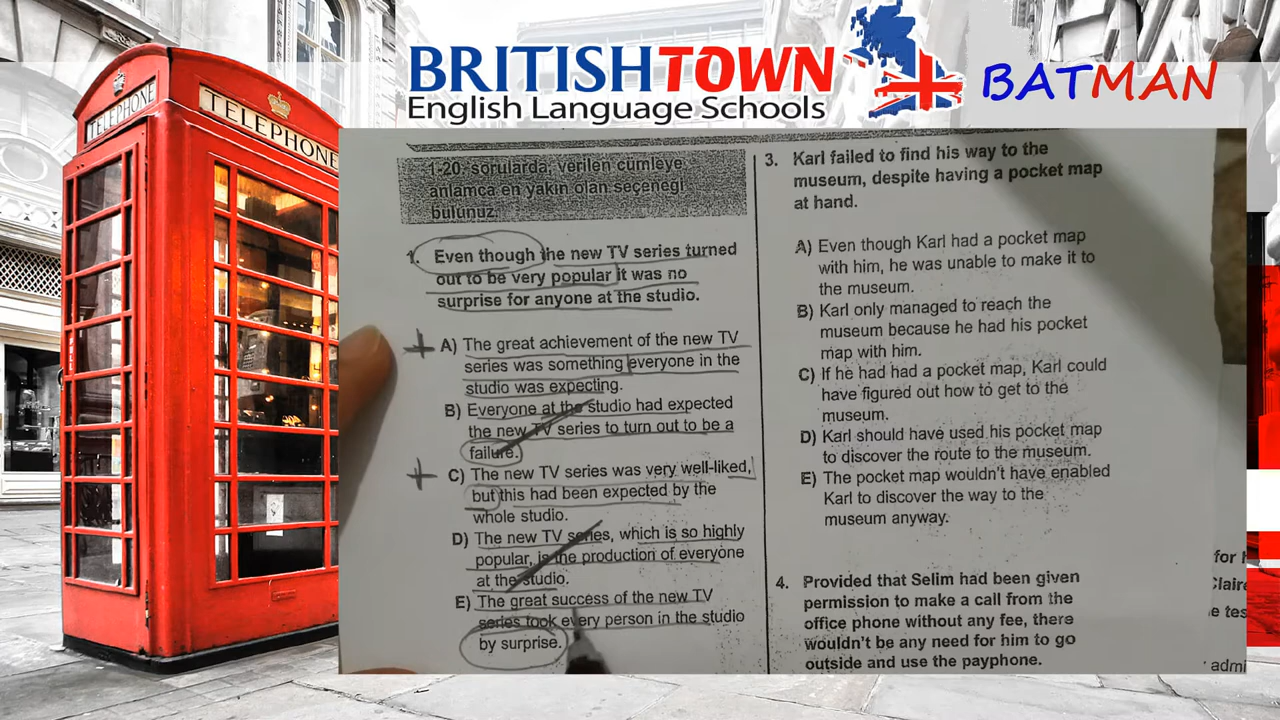 TELEPHONE
TELEPHONE
BRITISHTOWN
English Language Schools
BATMAN
1-20. sorularda, verilen cümleye
anlamca en yakın olan seçeneği
bulunuz.
1. Even though the new TV series turned
out to be very popular it was no
surprise for anyone at the studio.
A) The great achievement of the new TV
series was something everyone in the
studio was expecting.
B) Everyone at the studio had expected
the new TV series to turn out to be a
failure.
C) The new TV series was very well-liked,
but this had been expected by the
whole studio.
D) The new TV series, which is so highly
popular, is the production of everyone
at the studio.
E) The great success of the new TV
series took every person in the studio
by surprise.
3. Karl failed to find his way to the
museum, despite having a pocket map
at hand.
A) Even though Karl had a pocket map
with him, he was unable to make it to
the museum.
B) Karl only managed to reach the
museum because he had his pocket
map with him.
C) If he had had a pocket map, Karl could
have figured out how to get to the
museum.
D) Karl should have used his pocket map
to discover the route to the museum.
E) The pocket map wouldn't have enabled
Karl to discover the way to the
museum anyway.
4. Provided that Selim had been given
permission to make a call from the
office phone without any fee, there
wouldn't be any need for him to go
outside and use the payphone.
for